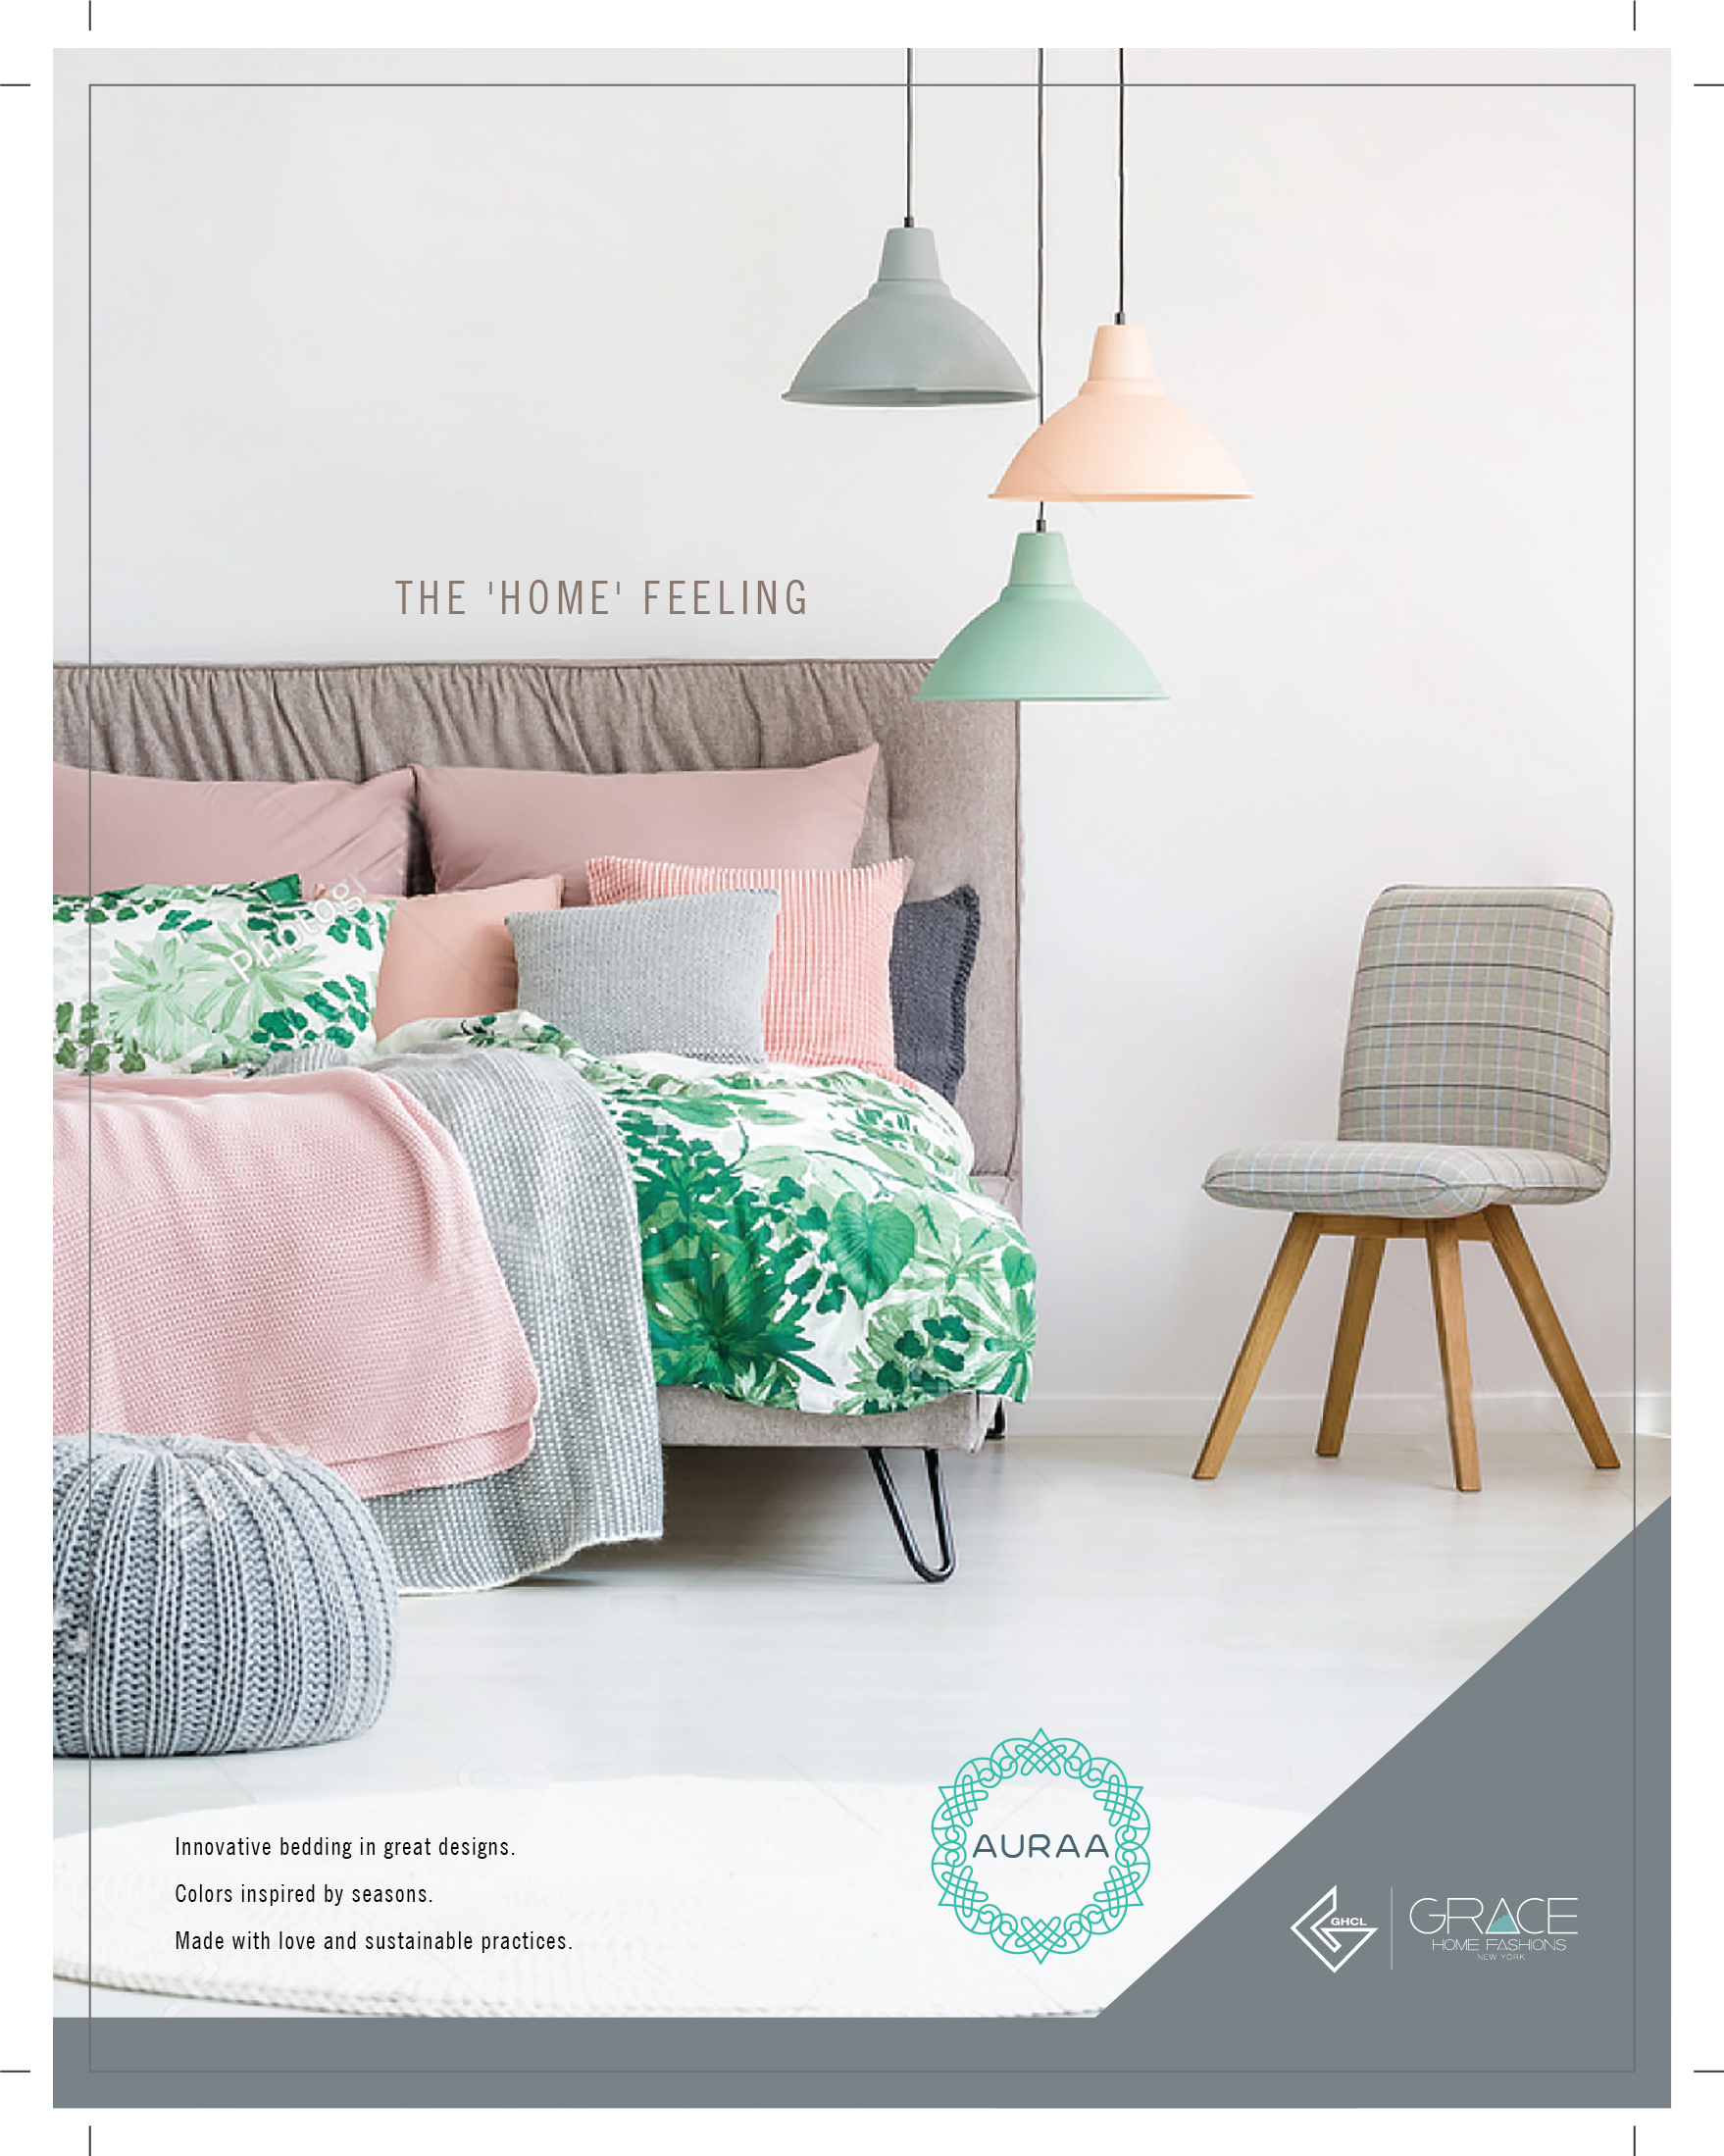 THE 'HOME' FEELING
Photogr
Innovative bedding in great designs.
Colors inspired by seasons.
Made with love and sustainable practices.
AURAA
GHCL
GRACE
HOME FASHIONS
NEW YORK